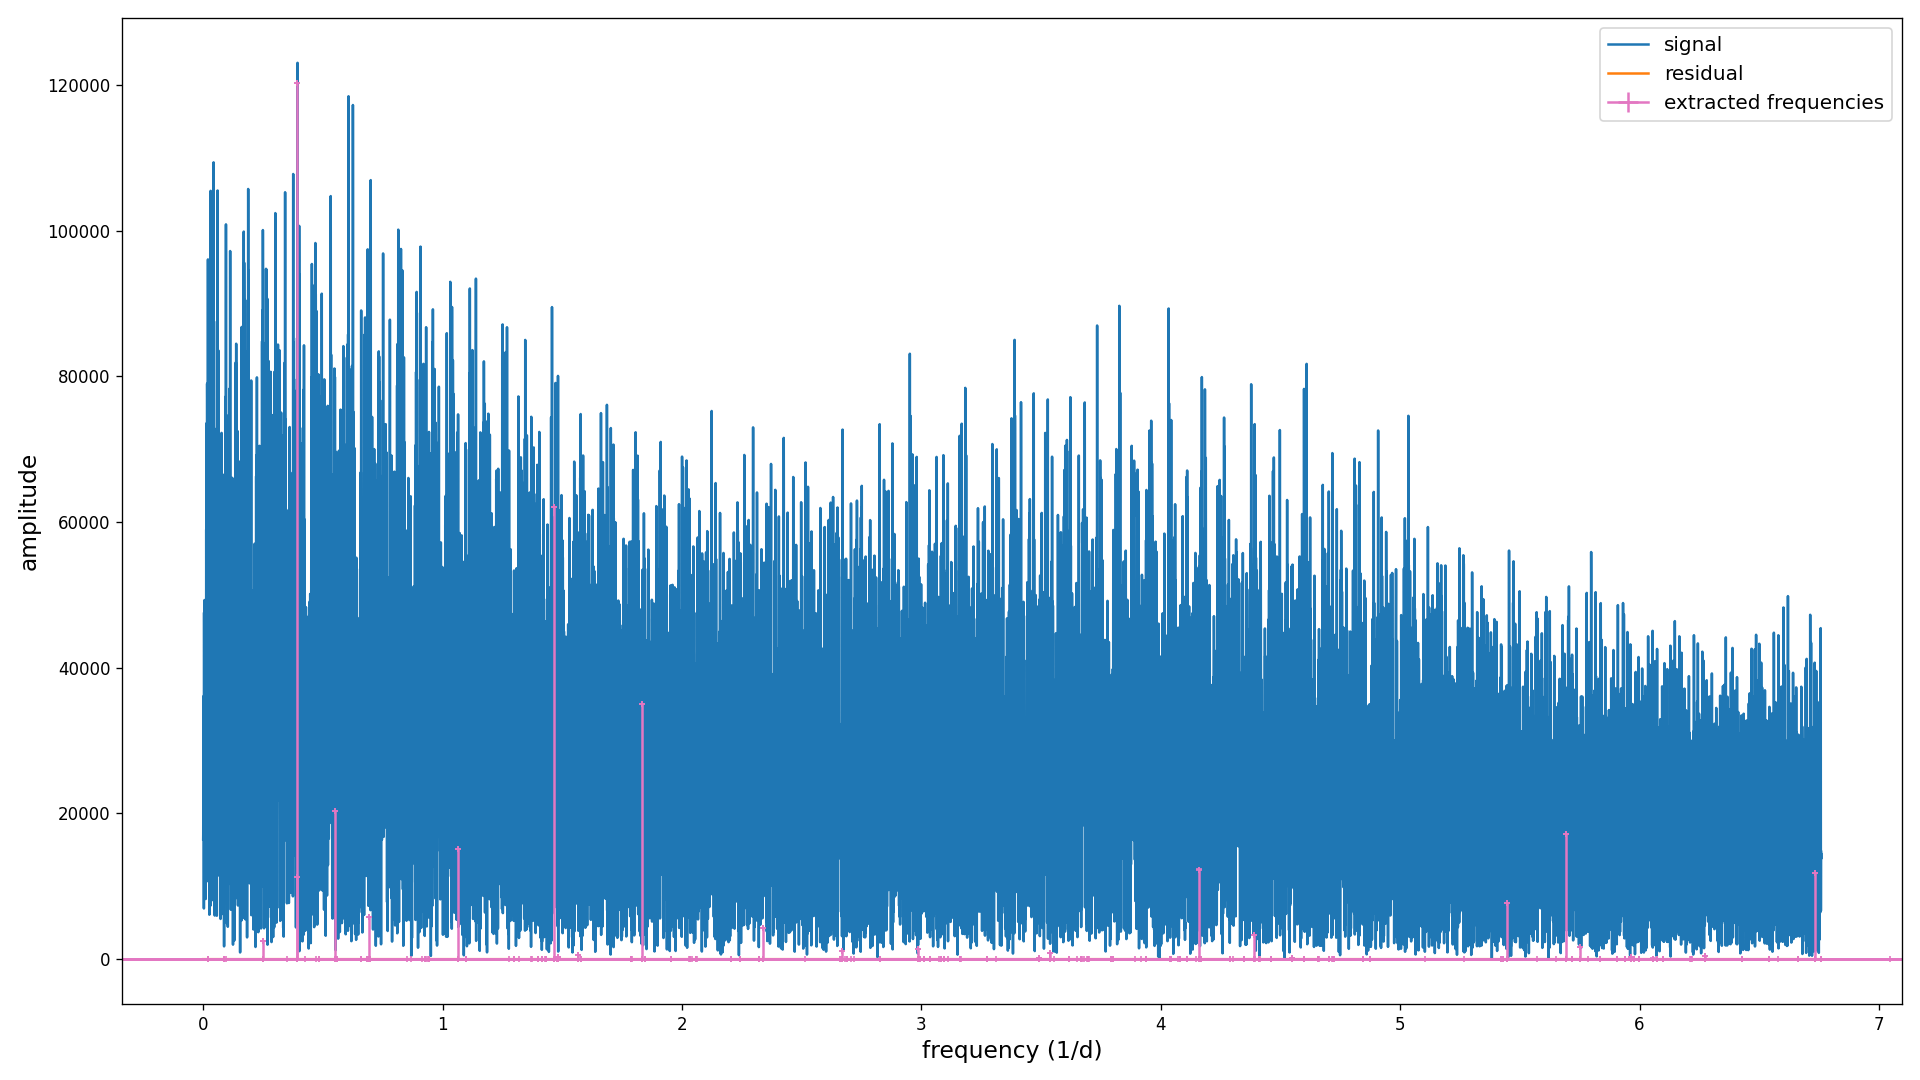 signal
residual
extracted frequencies
120000
100000
80000
60000
40000
20000
0
amplitude
0 1 2 3 4 5 6 7
frequency (1/d)